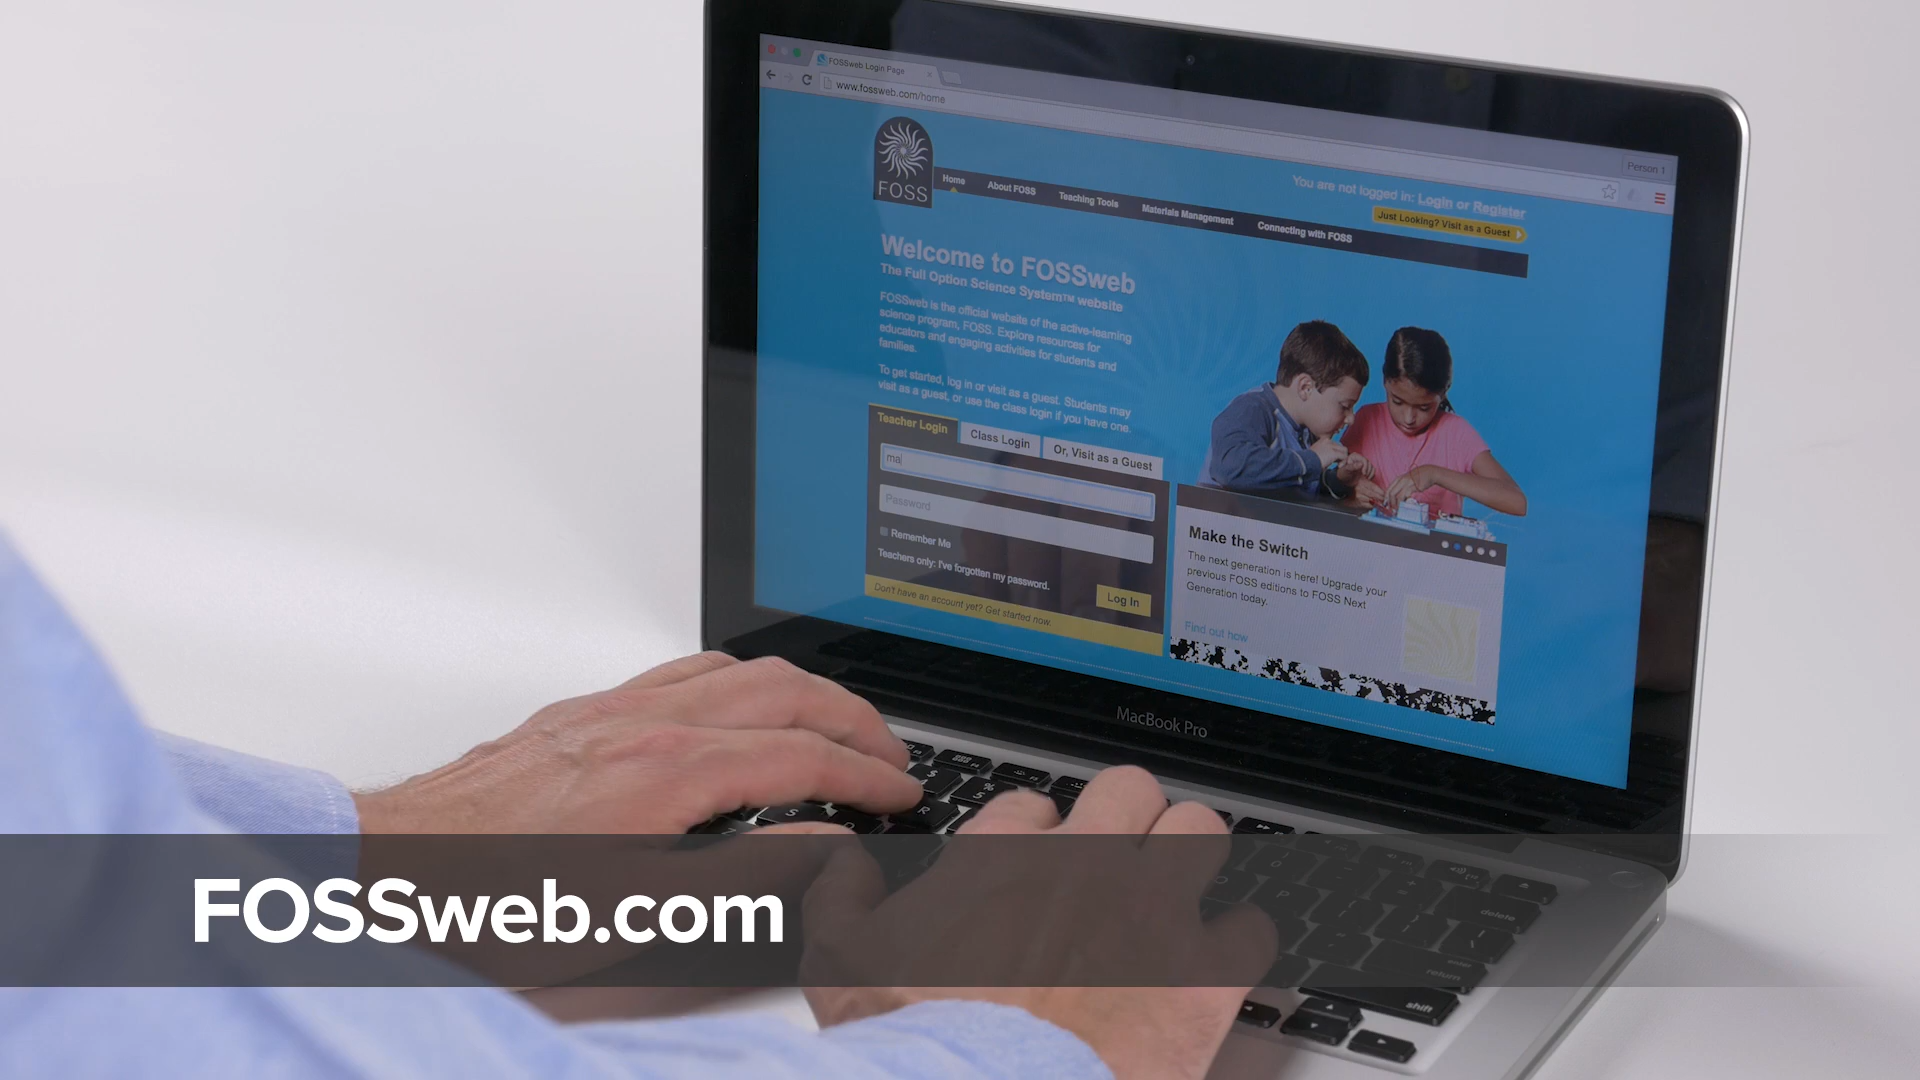 FOSSweb Login Page
www.fossweb.com/home
Person 1
FOSS
You are not logged in: Login or Register
Just Looking? Visit as a Guest
Home About FOSS Teaching Tools Materials Management Connecting with FOSS
Welcome to FOSSweb
The Full Option Science System™ website
FOSSweb is the official website of the active-learning
science program, FOSS. Explore resources for
educators and engaging activities for students and
families.
To get started, log in or visit as a guest. Students may
visit as a guest, or use the class login if you have one.
Teacher Login Class Login Or, Visit as a Guest
ma
Password
Remember Me
Teachers only: I've forgotten my password.
Log In
Don't have an account yet? Get started now.
Make the Switch
The next generation is here! Upgrade your
previous FOSS editions to FOSS Next
Generation today.
Find out how
MacBook Pro
$
%
5
R
S
O
P
delete
return
shift
FOSSweb.com